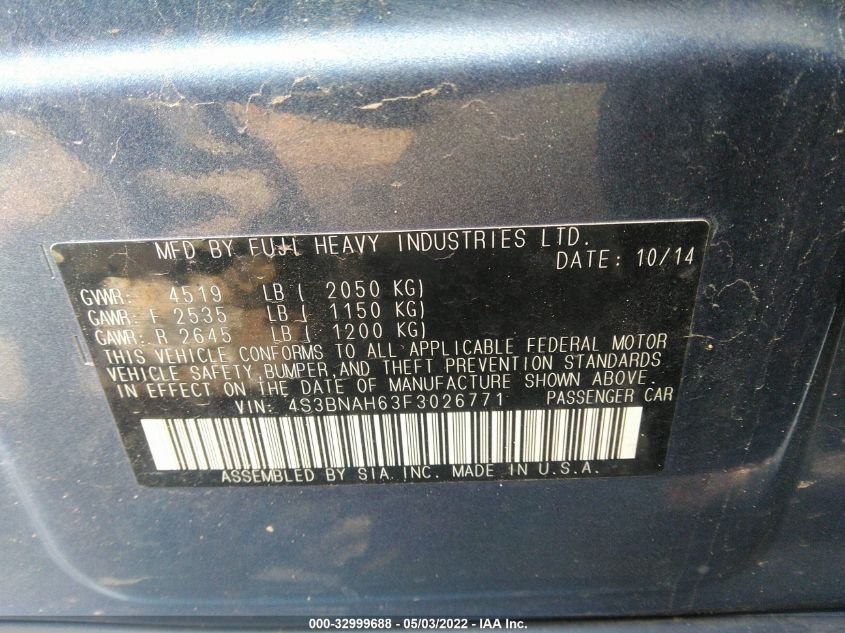 MFD BY FUJI HEAVY INDUSTRIES LTD.
DATE: 10/14
GVWR: 4519 LB ( 2050 KG)
GAWR: F 2535 LB ( 1150 KG)
GAWR: R 2645 LB ( 1200 KG)
THIS VEHICLE CONFORMS TO ALL APPLICABLE FEDERAL MOTOR
VEHICLE SAFETY, BUMPER, AND THEFT PREVENTION STANDARDS
IN EFFECT ON THE DATE OF MANUFACTURE SHOWN ABOVE.
VIN: 4S3BNAH63F3026771 PASSENGER CAR
ASSEMBLED BY SIA INC. MADE IN U.S.A.
000-32999688 - 05/03/2022 - IAA Inc.